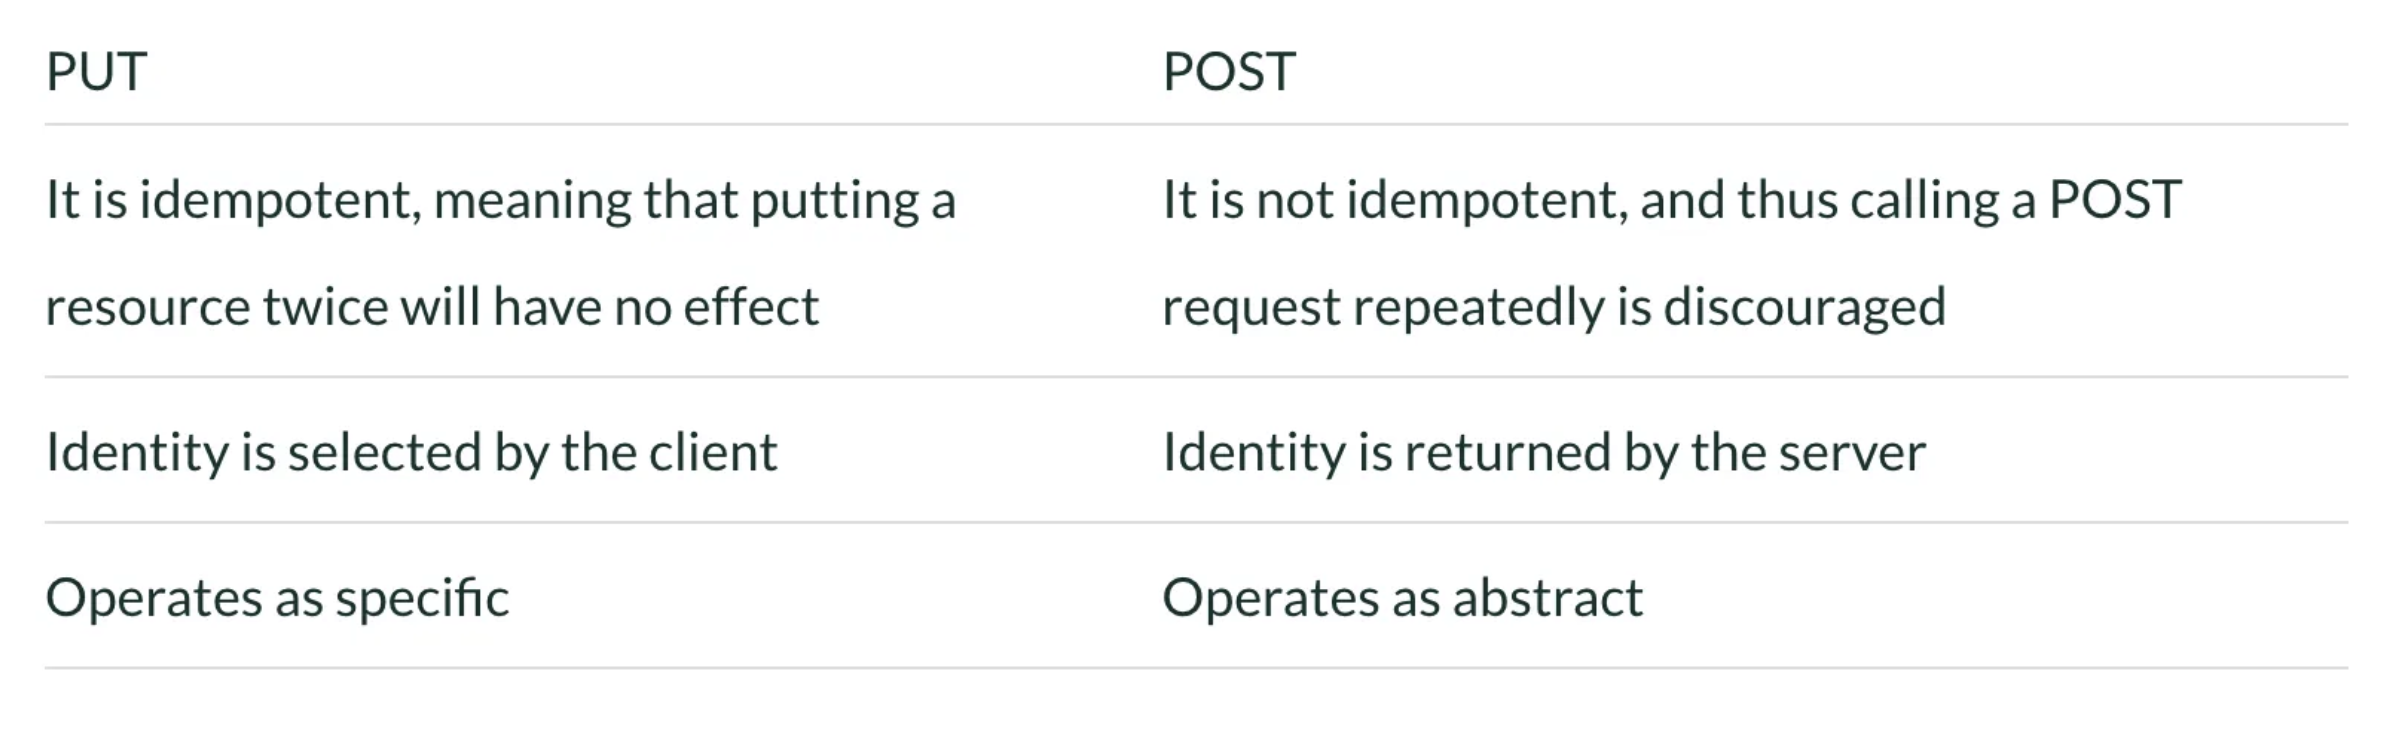 PUT
POST
It is idempotent, meaning that putting a
resource twice will have no effect
It is not idempotent, and thus calling a POST
request repeatedly is discouraged
Identity is selected by the client
Identity is returned by the server
Operates as specific
Operates as abstract